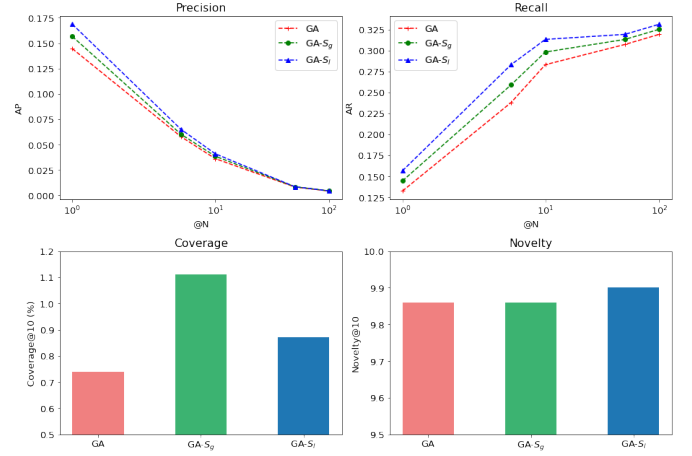 Precision
0.175
0.150
0.125
0.100
0.075
0.050
0.025
0.000
AP
GA
GA-S_g
GA-S_l
10^0
10^1
10^2
@N
Recall
0.325
0.300
0.275
0.250
0.225
0.200
0.175
0.150
0.125
AR
GA
GA-S_g
GA-S_l
10^0
10^1
10^2
@N
Coverage
1.2
1.1
1.0
0.9
0.8
0.7
0.6
0.5
Coverage@10 (%)
GA
GA-S_g
GA-S_l
Novelty
10.0
9.9
9.8
9.7
9.6
9.5
Novelty@10
GA
GA-S_g
GA-S_l